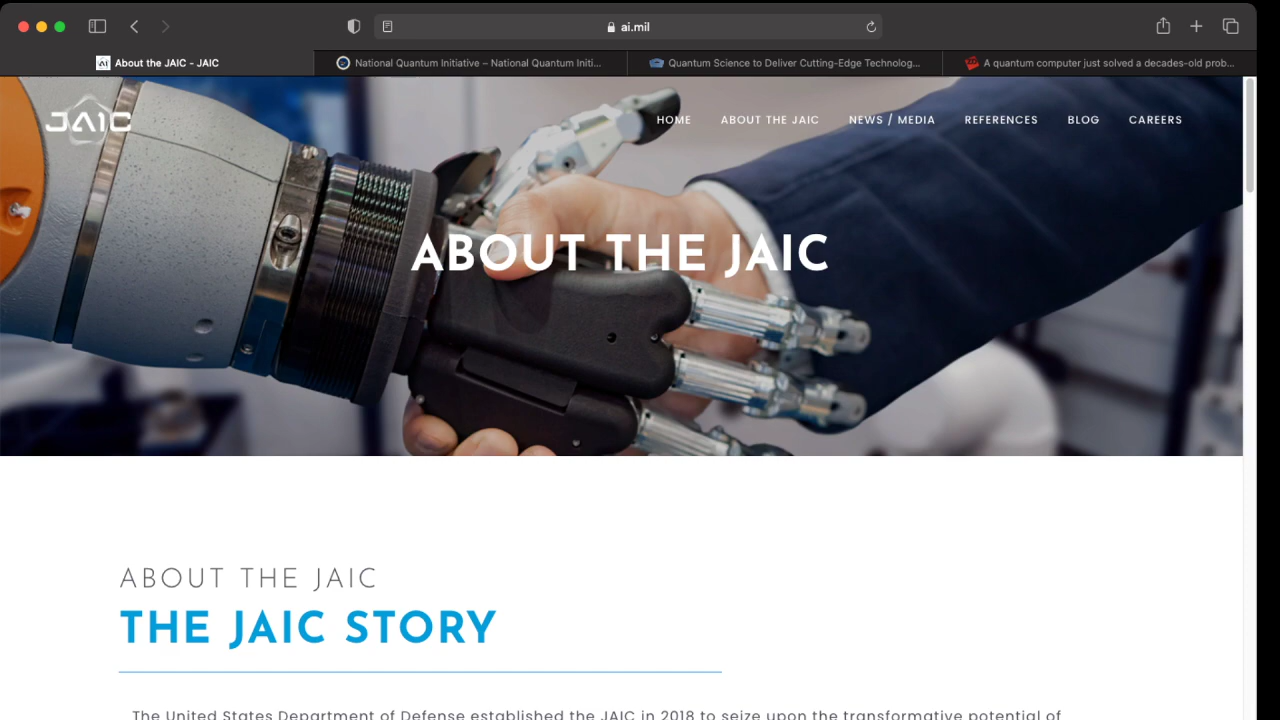 ai.mil
About the JAIC - JAIC
National Quantum Initiative – National Quantum Initi...
Quantum Science to Deliver Cutting-Edge Technolog...
A quantum computer just solved a decades-old prob...
JAIC
HOME
ABOUT THE JAIC
NEWS / MEDIA
REFERENCES
BLOG
CAREERS
ABOUT THE JAIC
ABOUT THE JAIC
THE JAIC STORY
The United States Department of Defense established the JAIC in 2018 to seize upon the transformative potential of